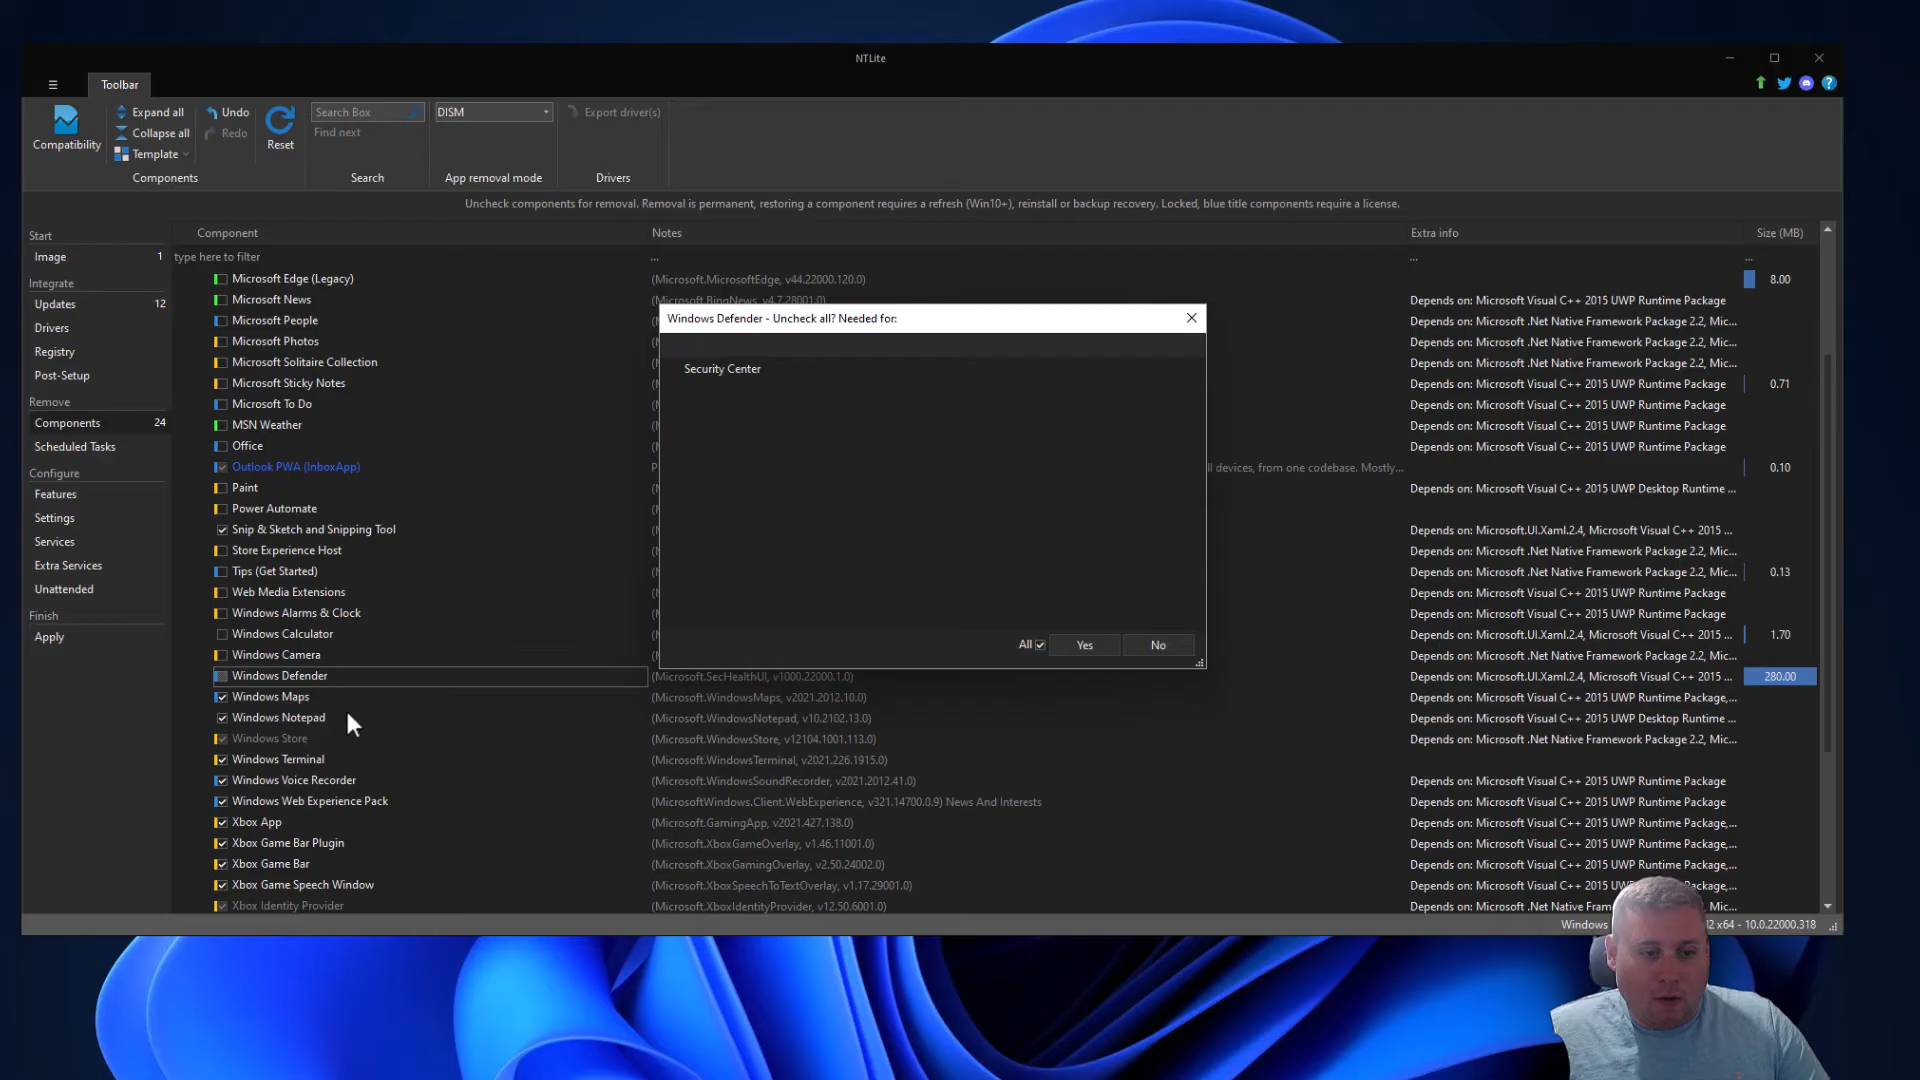 NTLite
Toolbar
Compatibility
Expand all
Collapse all
Template
Components
Undo
Redo
Reset
Search Box
Find next
Search
DISM
App removal mode
Export driver(s)
Drivers
Uncheck components for removal. Removal is permanent, restoring a component requires a refresh (Win10+), reinstall or backup recovery. Locked, blue title components require a license.
Start
Image 1
Integrate
Updates 12
Drivers
Registry
Post-Setup
Remove
Components 24
Scheduled Tasks
Configure
Features
Settings
Services
Extra Services
Unattended
Finish
Apply
Component Notes Extra info Size (MB)
type here to filter ... ... ...
Microsoft Edge (Legacy) (Microsoft.MicrosoftEdge, v44.22000.120.0) 8.00
Microsoft News (Microsoft.BingNews, v4.7.28001.0) Depends on: Microsoft Visual C++ 2015 UWP Runtime Package
Microsoft People Depends on: Microsoft .Net Native Framework Package 2.2, Mic...
Microsoft Photos Depends on: Microsoft .Net Native Framework Package 2.2, Mic...
Microsoft Solitaire Collection Depends on: Microsoft .Net Native Framework Package 2.2, Mic...
Microsoft Sticky Notes Depends on: Microsoft Visual C++ 2015 UWP Runtime Package 0.71
Microsoft To Do Depends on: Microsoft Visual C++ 2015 UWP Runtime Package
MSN Weather Depends on: Microsoft Visual C++ 2015 UWP Runtime Package
Office Depends on: Microsoft Visual C++ 2015 UWP Runtime Package
Outlook PWA (InboxApp) ll devices, from one codebase. Mostly... 0.10
Paint Depends on: Microsoft Visual C++ 2015 UWP Desktop Runtime ...
Power Automate
Snip & Sketch and Snipping Tool Depends on: Microsoft.UI.Xaml.2.4, Microsoft Visual C++ 2015 ...
Store Experience Host Depends on: Microsoft .Net Native Framework Package 2.2, Mic...
Tips (Get Started) Depends on: Microsoft .Net Native Framework Package 2.2, Mic... 0.13
Web Media Extensions Depends on: Microsoft Visual C++ 2015 UWP Runtime Package
Windows Alarms & Clock Depends on: Microsoft Visual C++ 2015 UWP Runtime Package
Windows Calculator Depends on: Microsoft.UI.Xaml.2.4, Microsoft Visual C++ 2015 ... 1.70
Windows Camera Depends on: Microsoft .Net Native Framework Package 2.2, Mic...
Windows Defender (Microsoft.SecHealthUI, v1000.22000.1.0) Depends on: Microsoft.UI.Xaml.2.4, Microsoft Visual C++ 2015 ... 280.00
Windows Maps (Microsoft.WindowsMaps, v2021.2012.10.0) Depends on: Microsoft Visual C++ 2015 UWP Runtime Package
Windows Notepad (Microsoft.WindowsNotepad, v10.2102.13.0) Depends on: Microsoft Visual C++ 2015 UWP Desktop Runtime ...
Windows Store (Microsoft.WindowsStore, v12104.1001.113.0) Depends on: Microsoft .Net Native Framework Package 2.2, Mic...
Windows Terminal (Microsoft.WindowsTerminal, v2021.226.1915.0)
Windows Voice Recorder (Microsoft.WindowsSoundRecorder, v2021.2012.41.0) Depends on: Microsoft Visual C++ 2015 UWP Runtime Package
Windows Web Experience Pack (MicrosoftWindows.Client.WebExperience, v321.14700.0.9) News And Interests Depends on: Microsoft Visual C++ 2015 UWP Runtime Package
Xbox App (Microsoft.GamingApp, v2021.427.138.0) Depends on: Microsoft Visual C++ 2015 UWP Runtime Package,...
Xbox Game Bar Plugin (Microsoft.XboxGameOverlay, v1.46.11001.0) Depends on: Microsoft Visual C++ 2015 UWP Runtime Package,...
Xbox Game Bar (Microsoft.XboxGamingOverlay, v2.50.24002.0) Depends on: Microsoft Visual C++ 2015 UWP Runtime Package,...
Xbox Game Speech Window (Microsoft.XboxSpeechToTextOverlay, v1.17.29001.0) Depends on: Microsoft Visual C++ 2015 Package,...
Xbox Identity Provider (Microsoft.XboxIdentityProvider, v12.50.6001.0) Depends on: Microsoft .Net Native Mic...
Windows Defender - Uncheck all? Needed for:
Security Center
All
Yes
No
Windows x64 - 10.0.22000.318